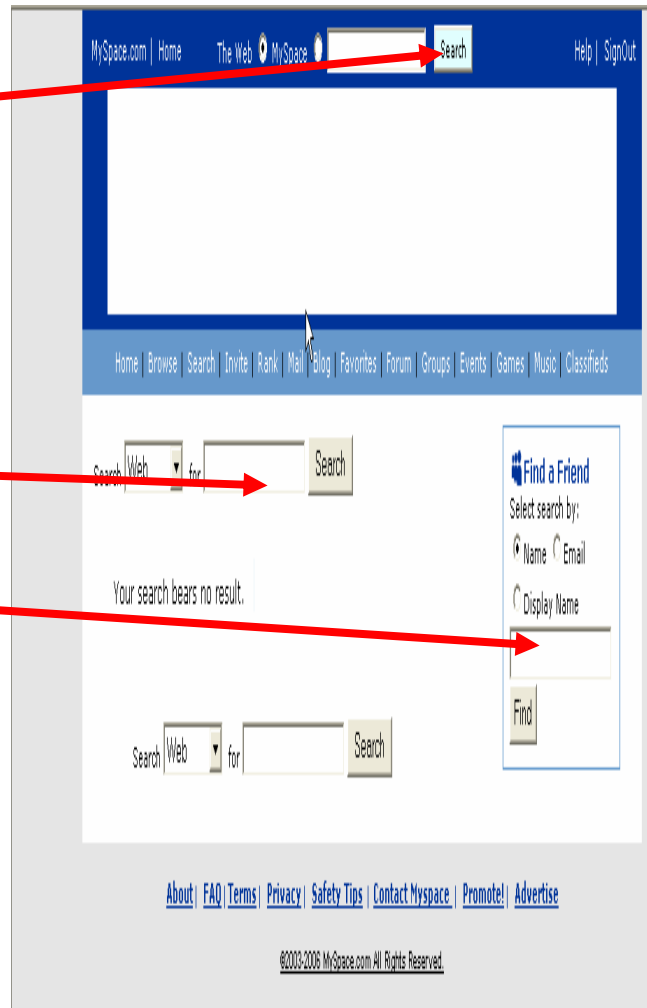 MySpace.com | Home The Web MySpace Search Help | SignOut
Home | Browse | Search | Invite | Rank | Mail | Blog | Favorites | Forum | Groups | Events | Games | Music | Classifieds
Search Web for Search
Find a Friend
Select search by:
Name Email
Display Name
Your search bears no result.
Find
Search Web for Search
About | FAQ | Terms | Privacy | Safety Tips | Contact Myspace | Promote! | Advertise
©2003-2006 MySpace.com All Rights Reserved.